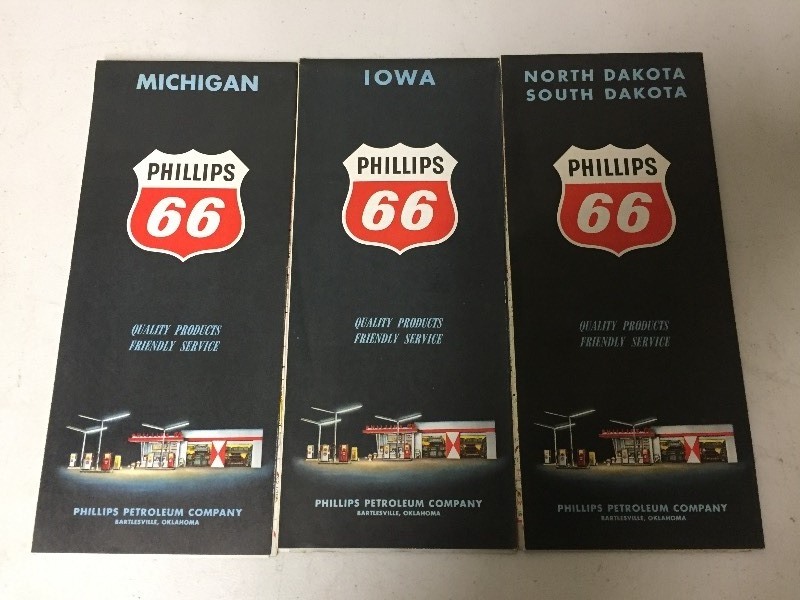 MICHIGAN
PHILLIPS
66
QUALITY PRODUCTS
FRIENDLY SERVICE
PHILLIPS PETROLEUM COMPANY
BARTLESVILLE, OKLAHOMA
IOWA
PHILLIPS
66
QUALITY PRODUCTS
FRIENDLY SERVICE
PHILLIPS PETROLEUM COMPANY
BARTLESVILLE, OKLAHOMA
NORTH DAKOTA
SOUTH DAKOTA
PHILLIPS
66
QUALITY PRODUCTS
FRIENDLY SERVICE
PHILLIPS PETROLEUM COMPANY
BARTLESVILLE, OKLAHOMA